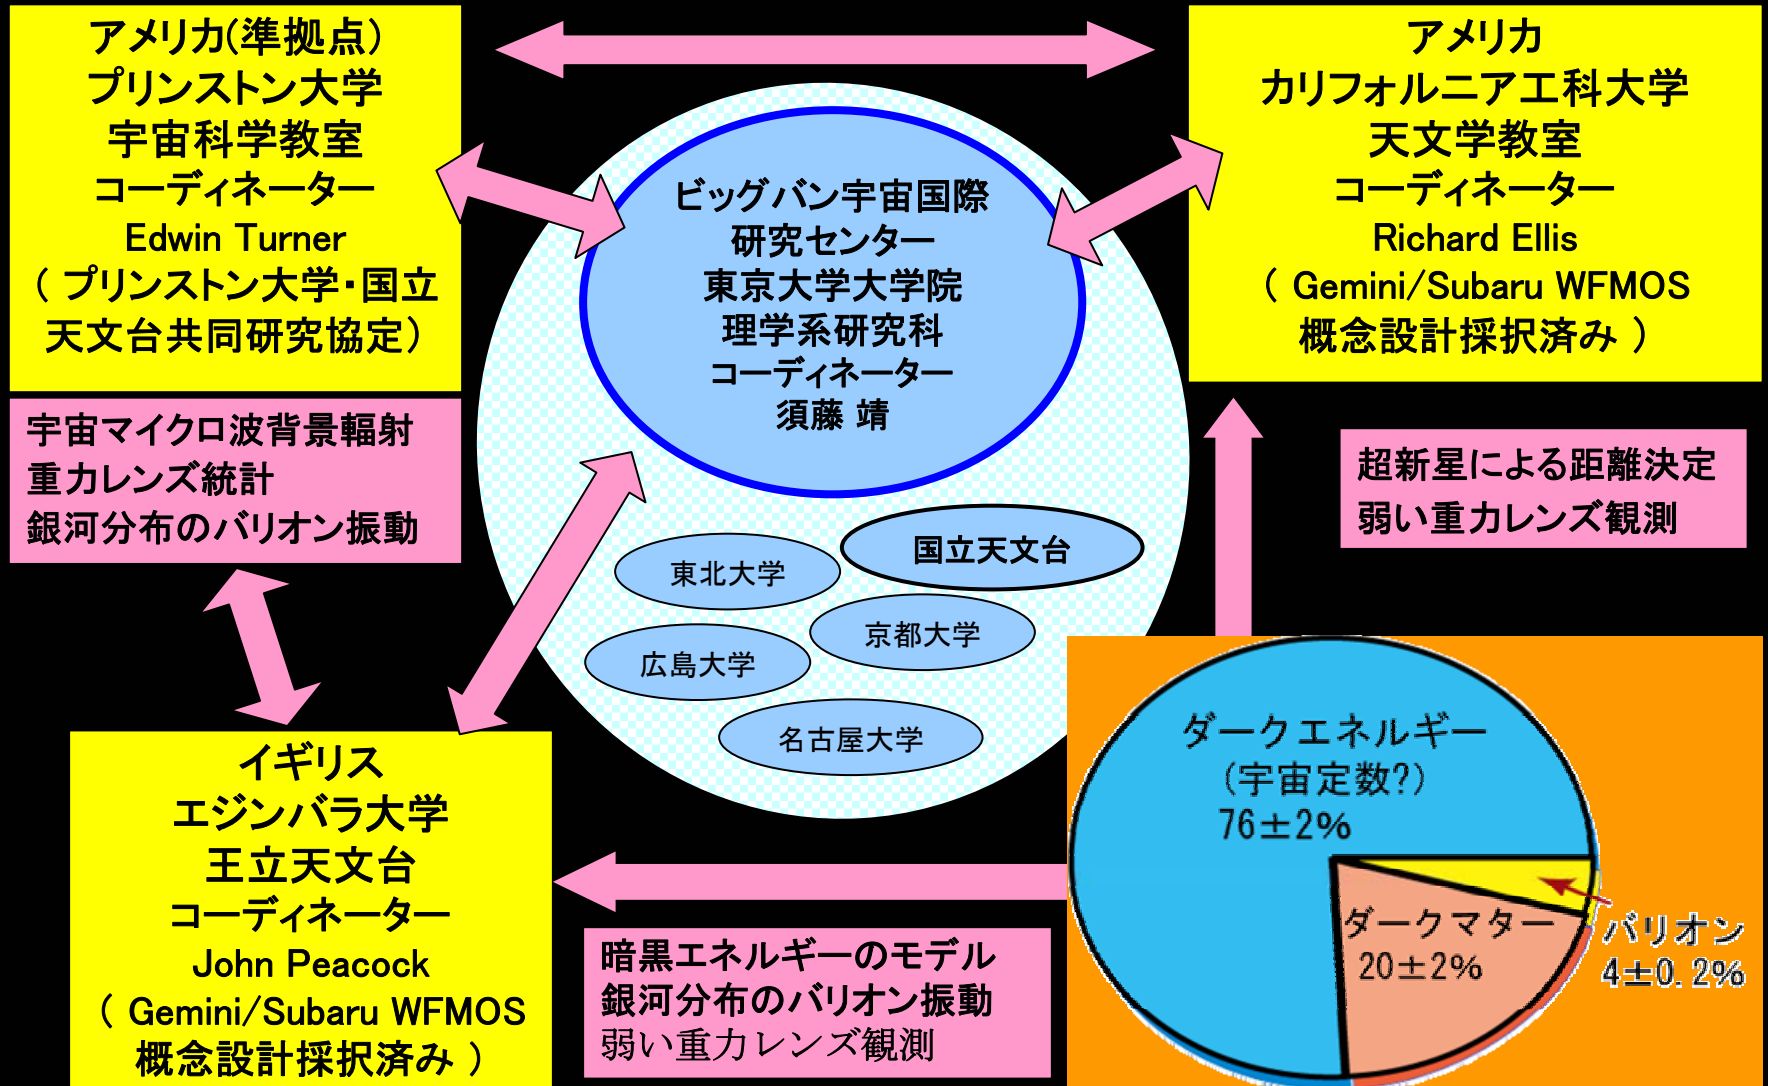 アメリカ(準拠点)
プリンストン大学
宇宙科学教室
コーディネーター
Edwin Turner
( プリンストン大学・国立
天文台共同研究協定)
アメリカ
カリフォルニア工科大学
天文学教室
コーディネーター
Richard Ellis
( Gemini/Subaru WFMOS
概念設計採択済み )
ビッグバン宇宙国際
研究センター
東京大学大学院
理学系研究科
コーディネーター
須藤 靖
宇宙マイクロ波背景輻射
重力レンズ統計
銀河分布のバリオン振動
超新星による距離決定
弱い重力レンズ観測
国立天文台
東北大学
京都大学
広島大学
名古屋大学
イギリス
エジンバラ大学
王立天文台
コーディネーター
John Peacock
( Gemini/Subaru WFMOS
概念設計採択済み )
暗黒エネルギーのモデル
銀河分布のバリオン振動
弱い重力レンズ観測
ダークエネルギー
(宇宙定数?)
76±2%
ダークマター
20±2%
バリオン
4±0.2%